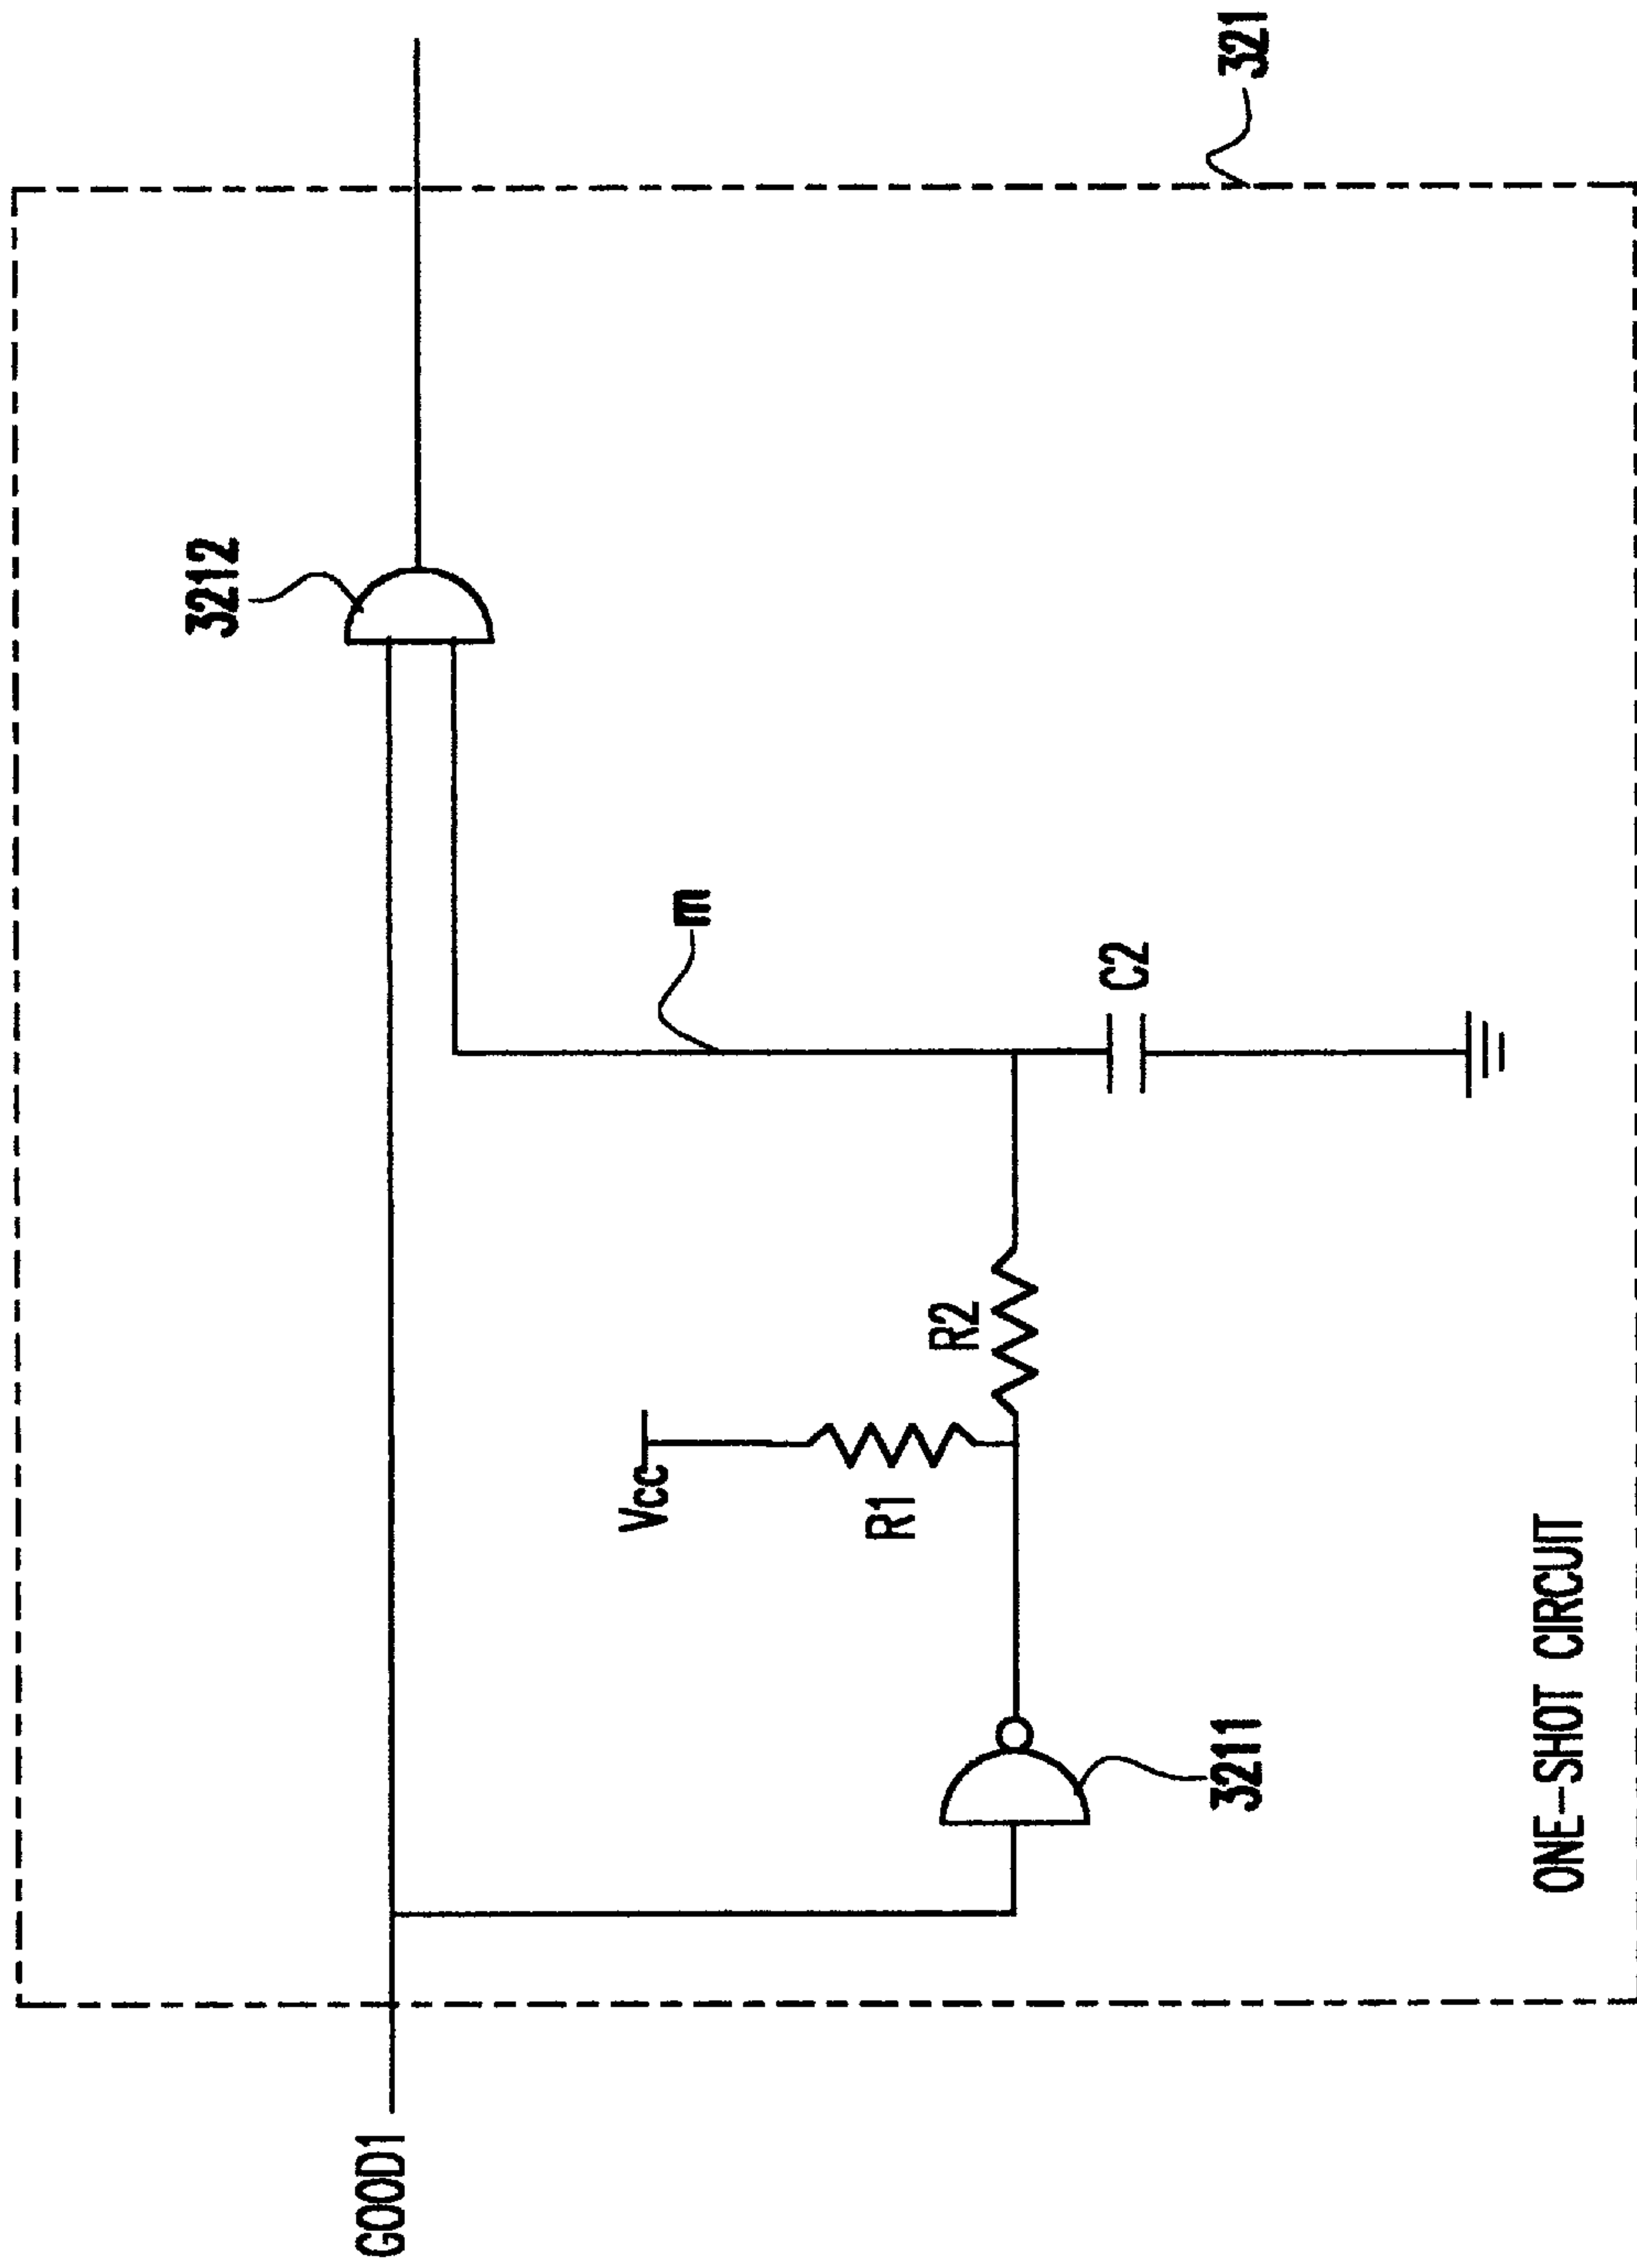 321
3212
m
C2
R2
Vcc
R1
3211
ONE-SHOT CIRCUIT
GOOD1